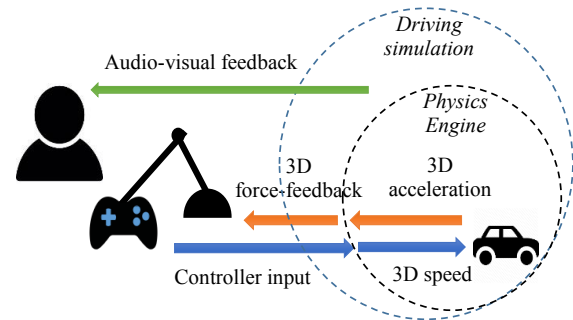 Driving
simulation
Audio-visual feedback
Physics
Engine
3D
force-feedback
3D
acceleration
Controller input
3D speed